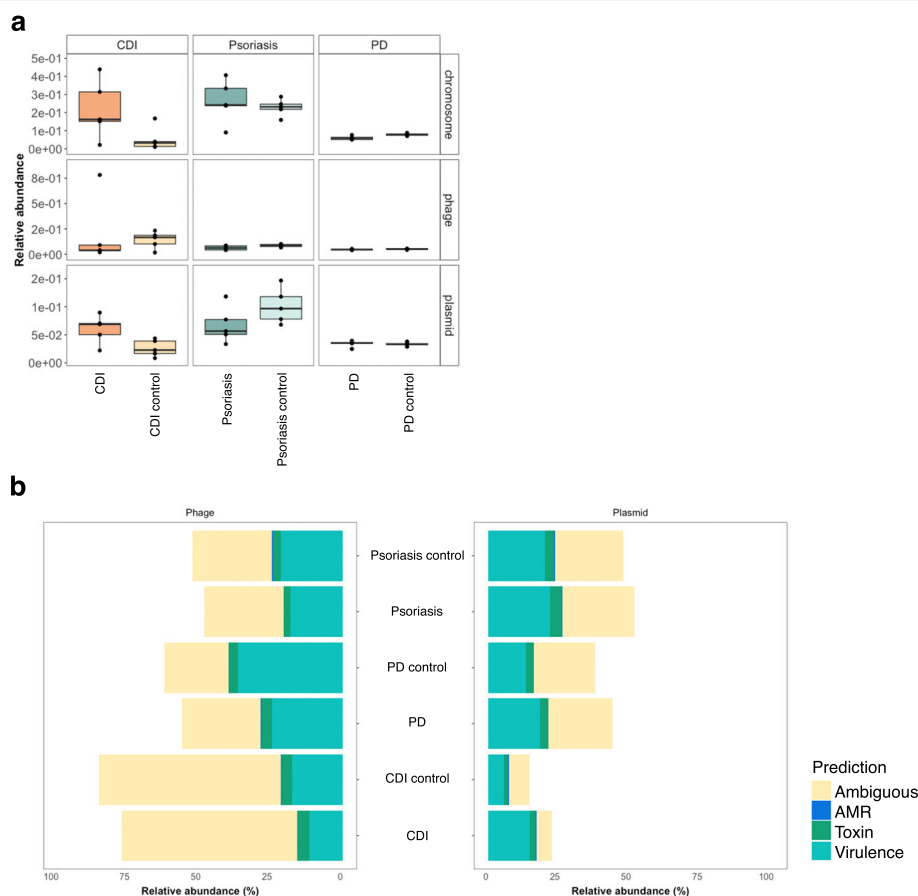 a
CDI
Psoriasis
PD
5e-01
4e-01
3e-01
2e-01
1e-01
0e+00
chromosome
8e-01
5e-01
2e-01
0e+00
phage
2e-01
1e-01
5e-02
0e+00
plasmid
Relative abundance
CDI
CDI control
Psoriasis
Psoriasis control
PD
PD control
b
Phage
Plasmid
Psoriasis control
Psoriasis
PD control
PD
CDI control
CDI
100 75 50 25 0
Relative abundance (%)
0 25 50 75 100
Relative abundance (%)
Prediction
Ambiguous
AMR
Toxin
Virulence